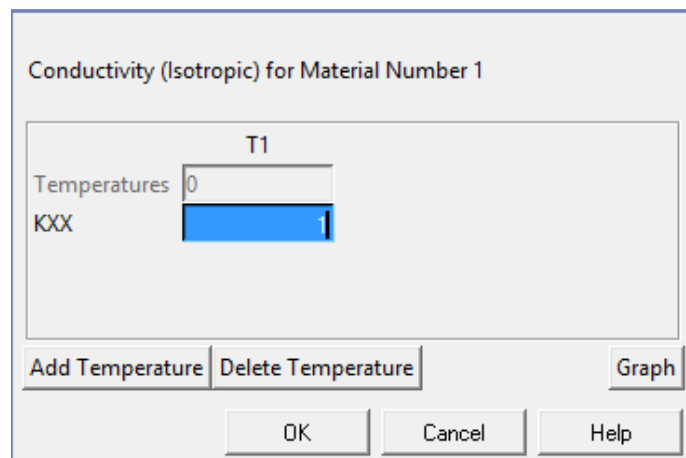 Conductivity (Isotropic) for Material Number 1
T1
Temperatures 0
KXX 1
Add Temperature Delete Temperature Graph
OK Cancel Help